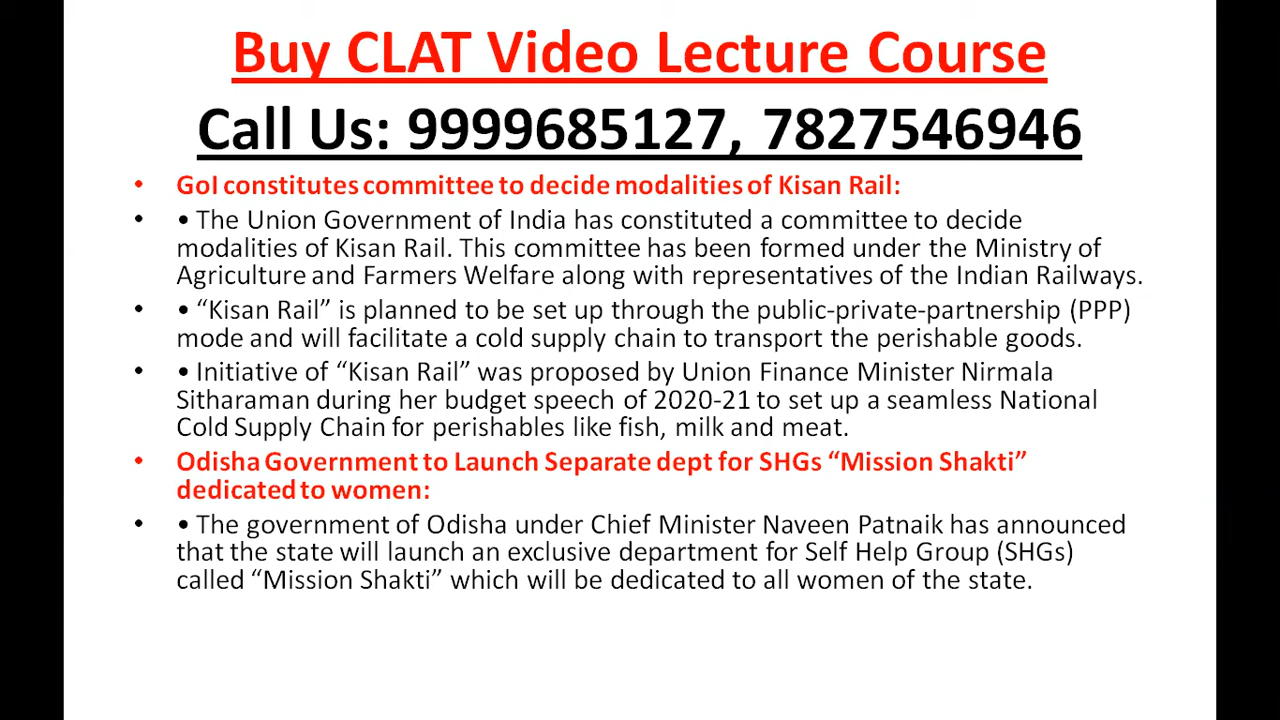 Buy CLAT Video Lecture Course
Call Us: 9999685127, 7827546946
• GoI constitutes committee to decide modalities of Kisan Rail:
• • The Union Government of India has constituted a committee to decide
modalities of Kisan Rail. This committee has been formed under the Ministry of
Agriculture and Farmers Welfare along with representatives of the Indian Railways.
• • “Kisan Rail” is planned to be set up through the public-private-partnership (PPP)
mode and will facilitate a cold supply chain to transport the perishable goods.
• • Initiative of “Kisan Rail” was proposed by Union Finance Minister Nirmala
Sitharaman during her budget speech of 2020-21 to set up a seamless National
Cold Supply Chain for perishables like fish, milk and meat.
• Odisha Government to Launch Separate dept for SHGs “Mission Shakti”
dedicated to women:
• • The government of Odisha under Chief Minister Naveen Patnaik has announced
that the state will launch an exclusive department for Self Help Group (SHGs)
called “Mission Shakti” which will be dedicated to all women of the state.